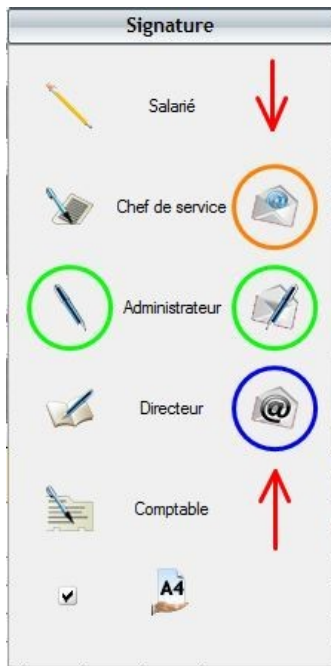 Signature
Salarié
Chef de service
Administrateur
Directeur
Comptable
A4